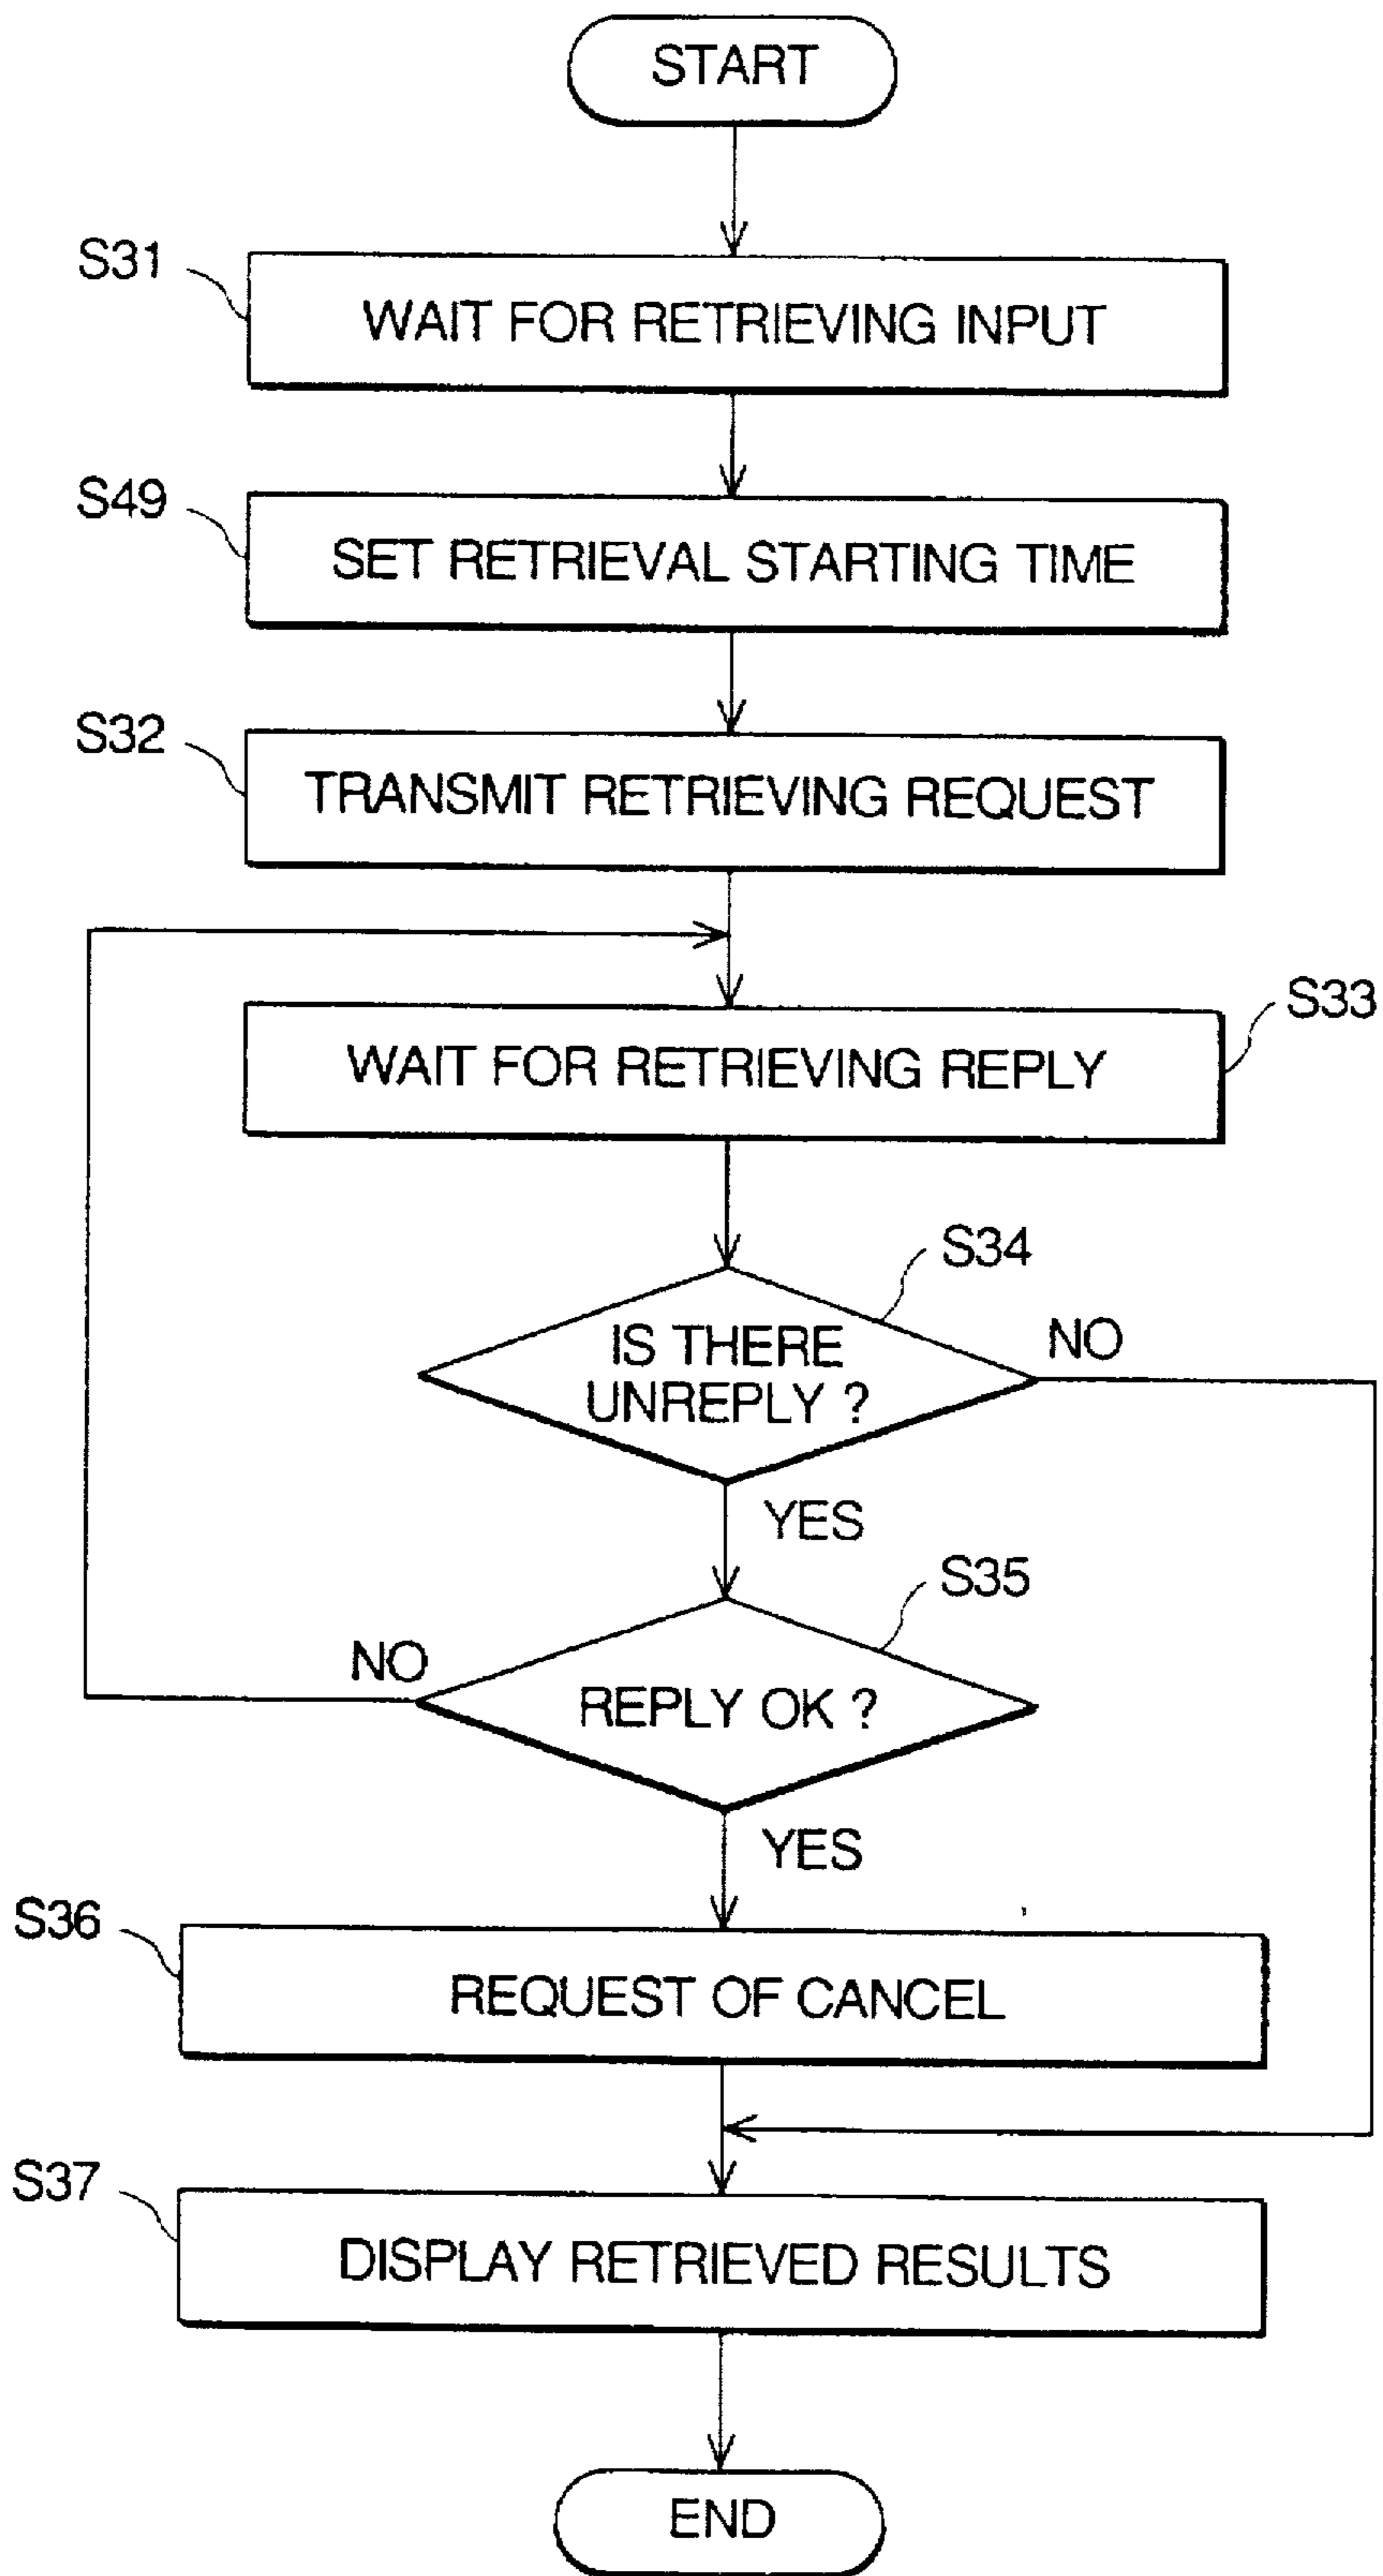 START
S31
WAIT FOR RETRIEVING INPUT
S49
SET RETRIEVAL STARTING TIME
S32
TRANSMIT RETRIEVING REQUEST
S33
WAIT FOR RETRIEVING REPLY
S34
IS THERE
UNREPLY ?
NO
YES
S35
NO
REPLY OK ?
YES
S36
REQUEST OF CANCEL
S37
DISPLAY RETRIEVED RESULTS
END